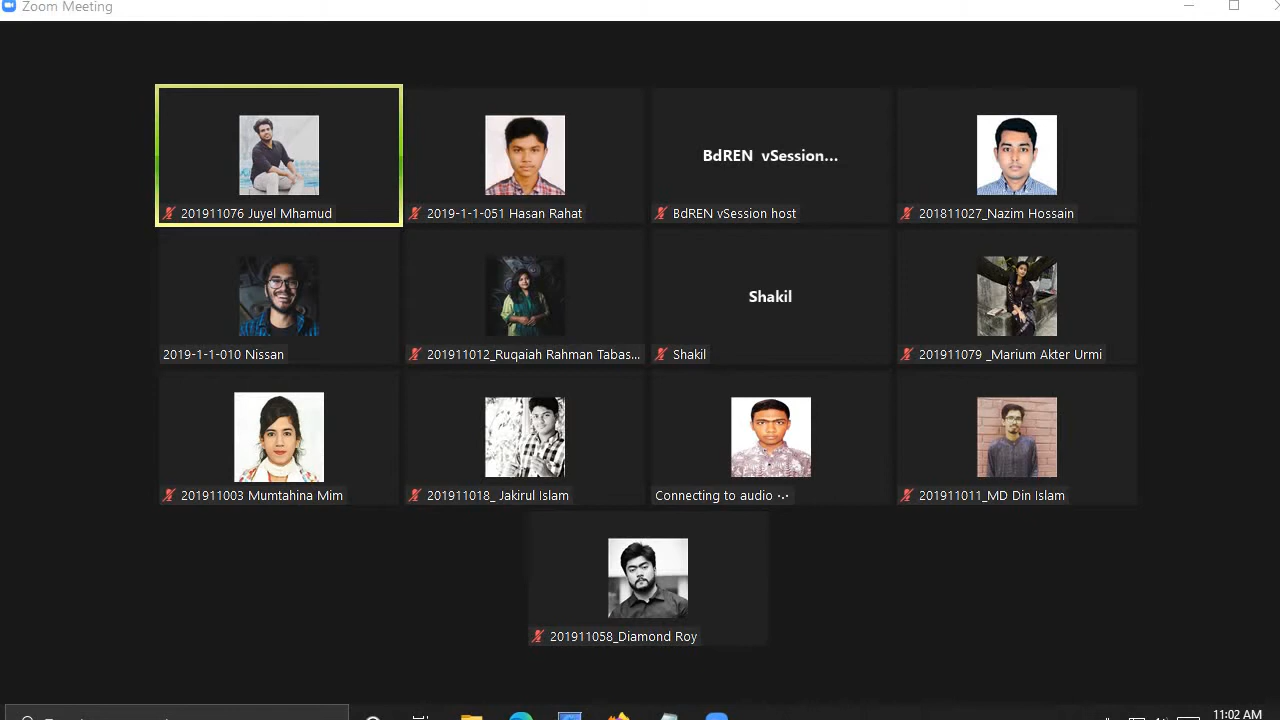 Zoom Meeting
201911076 Juyel Mhamud
2019-1-1-051 Hasan Rahat
BdREN vSession...
BdREN vSession host
201811027_Nazim Hossain
2019-1-1-010 Nissan
201911012_Ruqaiah Rahman Tabas...
Shakil
Shakil
201911079 _Marium Akter Urmi
201911003 Mumtahina Mim
201911018_ Jakirul Islam
Connecting to audio
201911011_MD Din Islam
201911058_Diamond Roy
11:02 AM